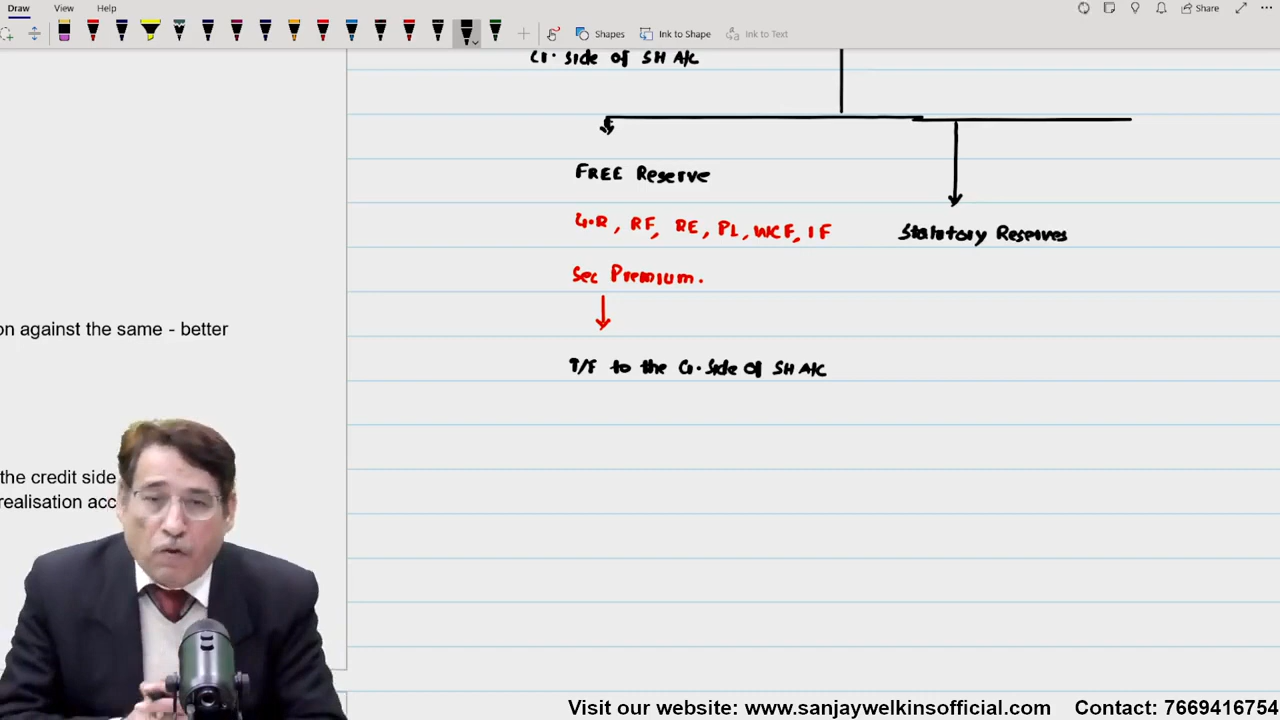 Draw View Help
Share
Shapes Ink to Shape Ink to Text
Cr. Side of SH A/C
FREE Reserve
G.R, RF, RE, PL, WCF, IF
Statutory Reserves
Sec Premium.
on against the same - better
T/F to the Cr. Side of SH A/C
the credit side
realisation acc
Visit our website: www.sanjaywelkinsofficial.com Contact: 7669416754